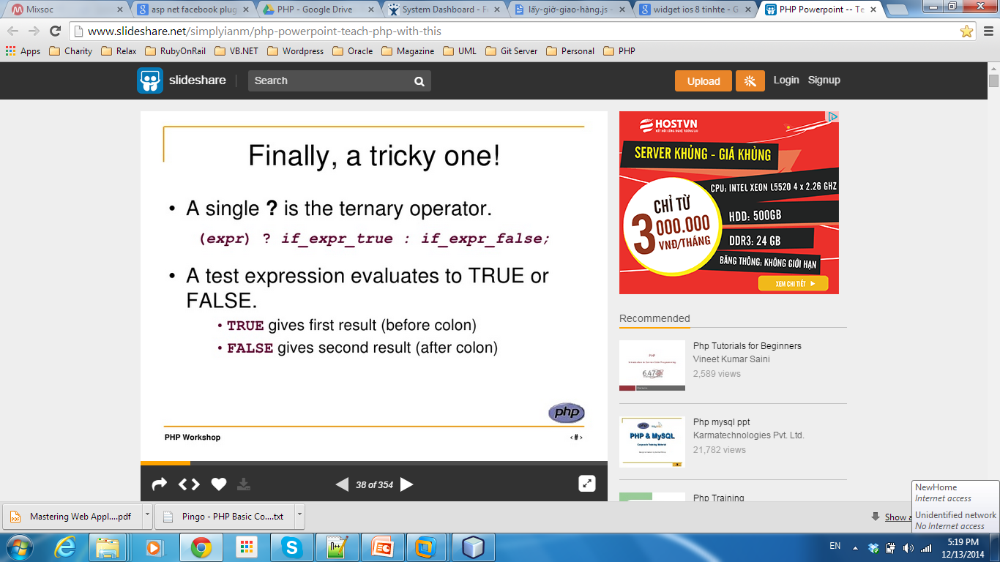 Mixsoc
asp net facebook plug
PHP - Google Drive
System Dashboard - F
lấy-giờ-giao-hàng.js -
widget ios 8 tinhte - G
PHP Powerpoint -- Te
www.slideshare.net/simplyianm/php-powerpoint-teach-php-with-this
Apps
Charity
Relax
RubyOnRail
VB.NET
Wordpress
Oracle
Magazine
UML
Git Server
Personal
PHP
slideshare
Search
Upload
Login
Signup
Finally, a tricky one!
• A single ? is the ternary operator.
(expr) ? if_expr_true : if_expr_false;
• A test expression evaluates to TRUE or
FALSE.
• TRUE gives first result (before colon)
• FALSE gives second result (after colon)
php
PHP Workshop
‹#›
38 of 354
HOSTVN
SERVER KHỦNG - GIÁ KHỦNG
CPU: INTEL XEON L5520 4 x 2.26 GHZ
CHỈ TỪ
3 000.000
VNĐ/THÁNG
HDD: 500GB
DDR3: 24 GB
BĂNG THÔNG: KHÔNG GIỚI HẠN
XEM CHI TIẾT
Recommended
PHP
Php Tutorials for Beginners
Vineet Kumar Saini
2,589 views
PHP & MySQL
Php mysql ppt
Karmatechnologies Pvt. Ltd.
21,782 views
Php Training
NewHome
Internet access
Unidentified network
No Internet access
Mastering Web Appl....pdf
Pingo - PHP Basic Co....txt
Show a
EN
5:19 PM
12/13/2014